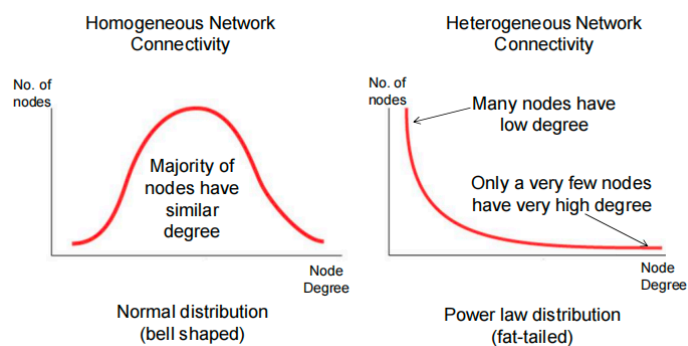 Homogeneous Network
Connectivity
No. of
nodes
Majority of
nodes have
similar
degree
Node
Degree
Normal distribution
(bell shaped)
Heterogeneous Network
Connectivity
No. of
nodes
Many nodes have
low degree
Only a very few nodes
have very high degree
Node
Degree
Power law distribution
(fat-tailed)